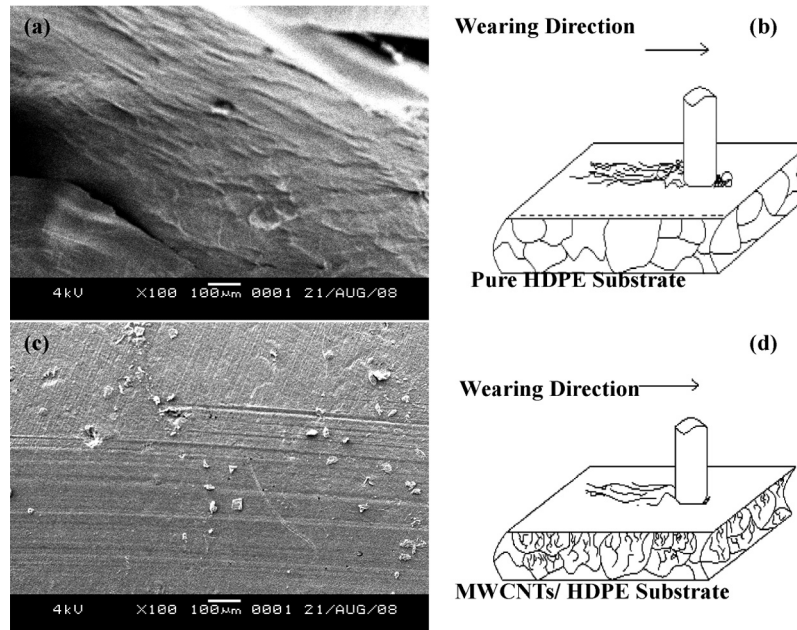 (a)
Wearing Direction
(b)
Pure HDPE Substrate
4kV X100 100µm 0001 21/AUG/08
(c)
(d)
Wearing Direction
4kV X100 100µm 0001 21/AUG/08
MWCNTs/ HDPE Substrate